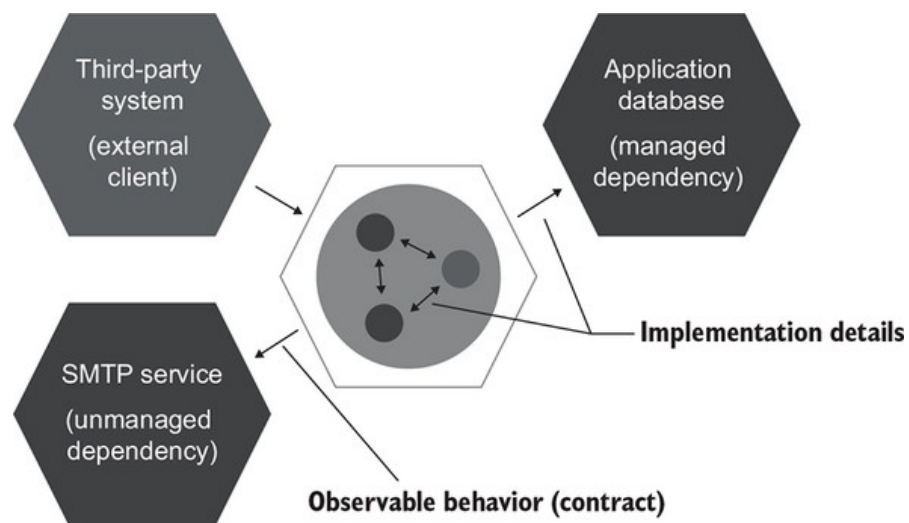 Third-party
system
(external
client)
Application
database
(managed
dependency)
Implementation details
SMTP service
(unmanaged
dependency)
Observable behavior (contract)